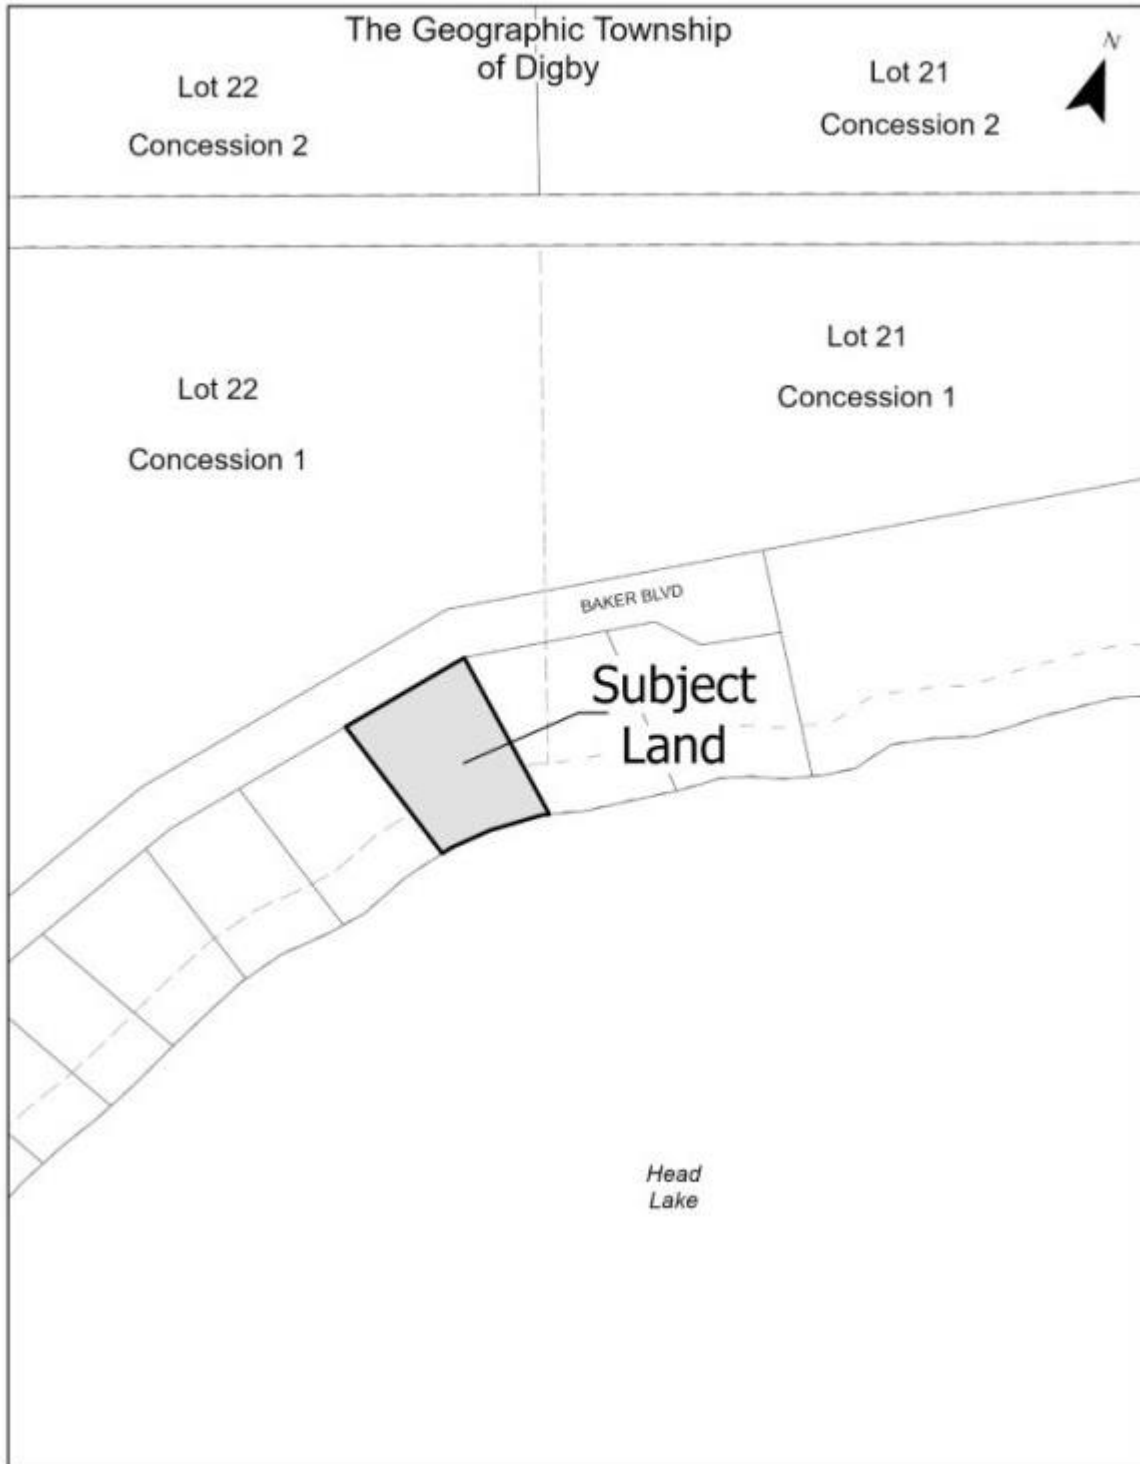 The Geographic Township
of Digby
Lot 22
Concession 2
Lot 21
Concession 2
N
Lot 22
Concession 1
Lot 21
Concession 1
BAKER BLVD
Subject
Land
Head
Lake